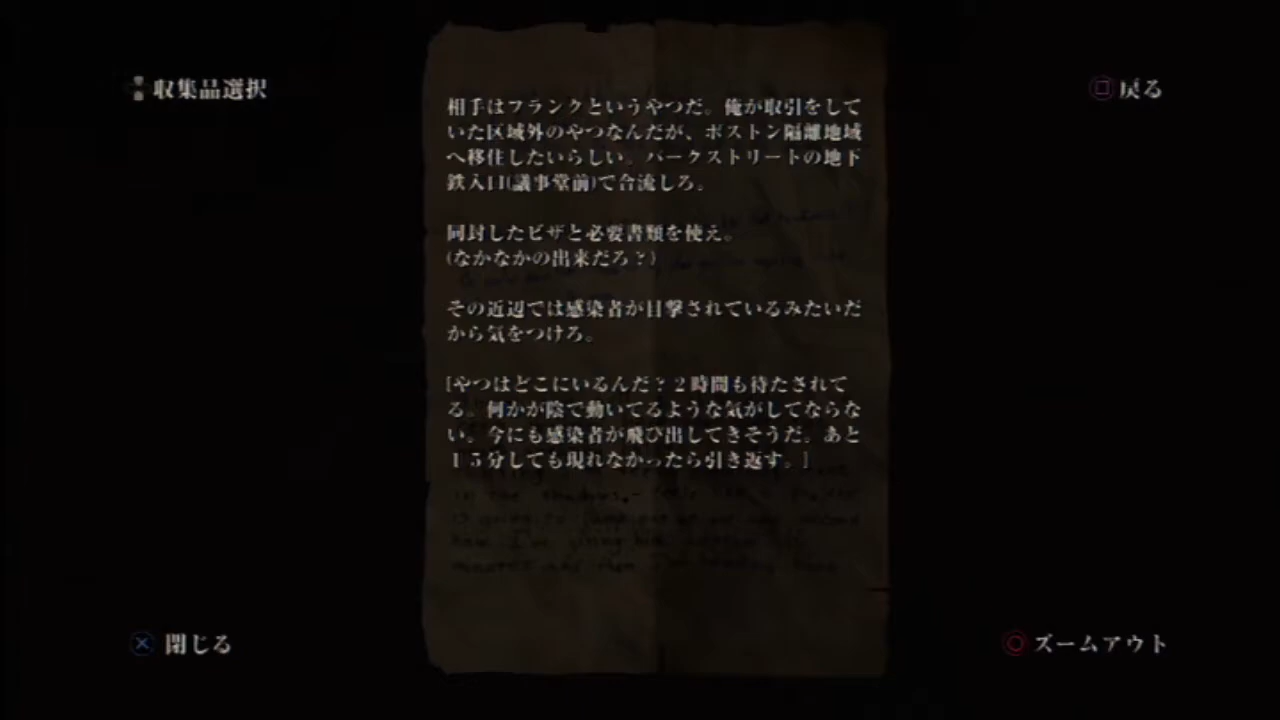 収集品選択
戻る
相手はフランクというやつだ。俺が取引をして
いた区域外のやつなんだが、ボストン隔離地域
へ移住したいらしい。パークストリートの地下
鉄入口(議事堂前)で合流しろ。
同封したビザと必要書類を使え。
(なかなかの出来だろ？)
その近辺では感染者が目撃されているみたいだ
から気をつけろ。
[やつはどこにいるんだ？２時間も待たされて
る。何かが陰で動いてるような気がしてならな
い。今にも感染者が飛び出してきそうだ。あと
１５分しても現れなかったら引き返す。]
in the shadows.
minutes and then
閉じる
ズームアウト